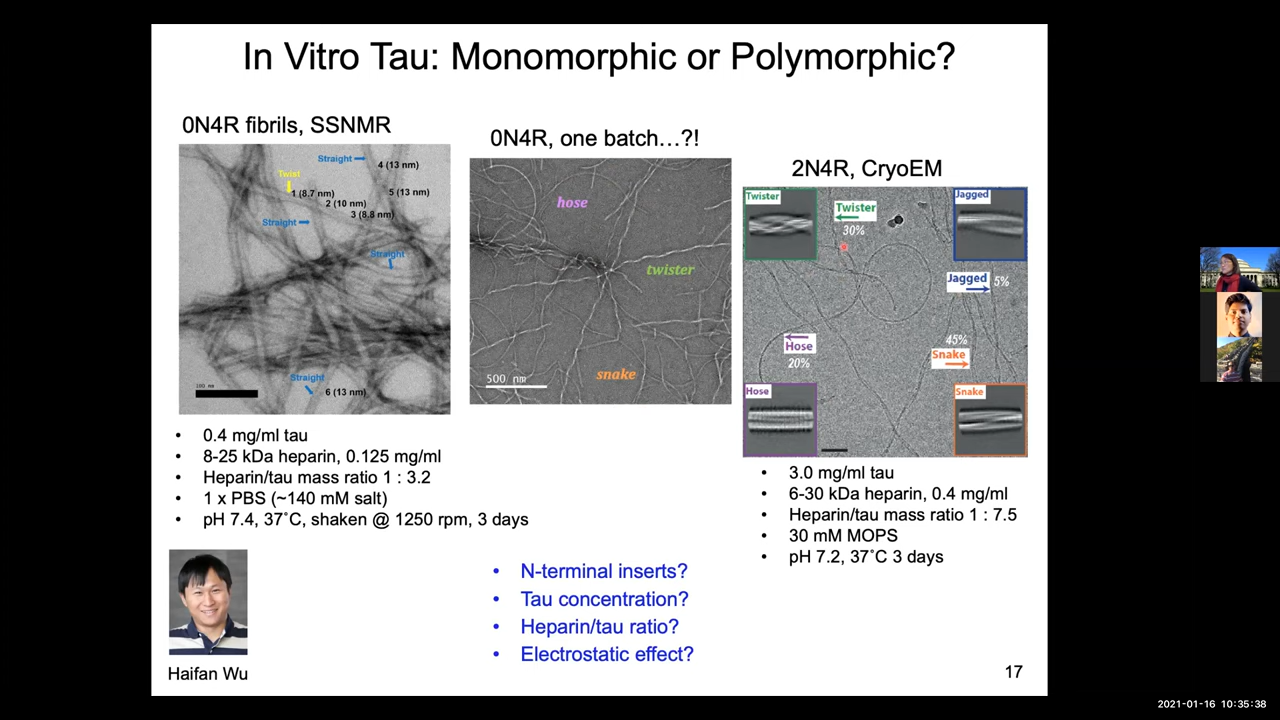 In Vitro Tau: Monomorphic or Polymorphic?
0N4R fibrils, SSNMR
Straight
4 (13 nm)
Twist
1 (8.7 nm)
5 (13 nm)
2 (10 nm)
3 (8.8 nm)
Straight
Straight
Straight
6 (13 nm)
100 nm
• 0.4 mg/ml tau
• 8-25 kDa heparin, 0.125 mg/ml
• Heparin/tau mass ratio 1 : 3.2
• 1 x PBS (~140 mM salt)
• pH 7.4, 37˚C, shaken @ 1250 rpm, 3 days
Haifan Wu
0N4R, one batch…?!
hose
twister
snake
500 nm
• N-terminal inserts?
• Tau concentration?
• Heparin/tau ratio?
• Electrostatic effect?
2N4R, CryoEM
Twister
Twister
30%
Jagged
Jagged
5%
Hose
20%
45%
Snake
Hose
Snake
• 3.0 mg/ml tau
• 6-30 kDa heparin, 0.4 mg/ml
• Heparin/tau mass ratio 1 : 7.5
• 30 mM MOPS
• pH 7.2, 37˚C 3 days
17
2021-01-16 10:35:38